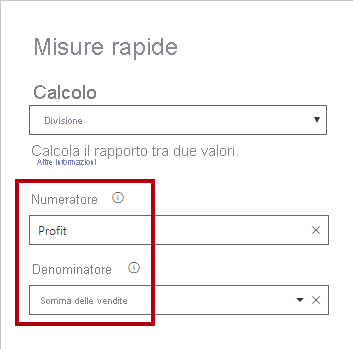 Misure rapide
Calcolo
Divisione
Calcola il rapporto tra due valori.
Altre informazioni
Numeratore
Profit
Denominatore
Somma delle vendite